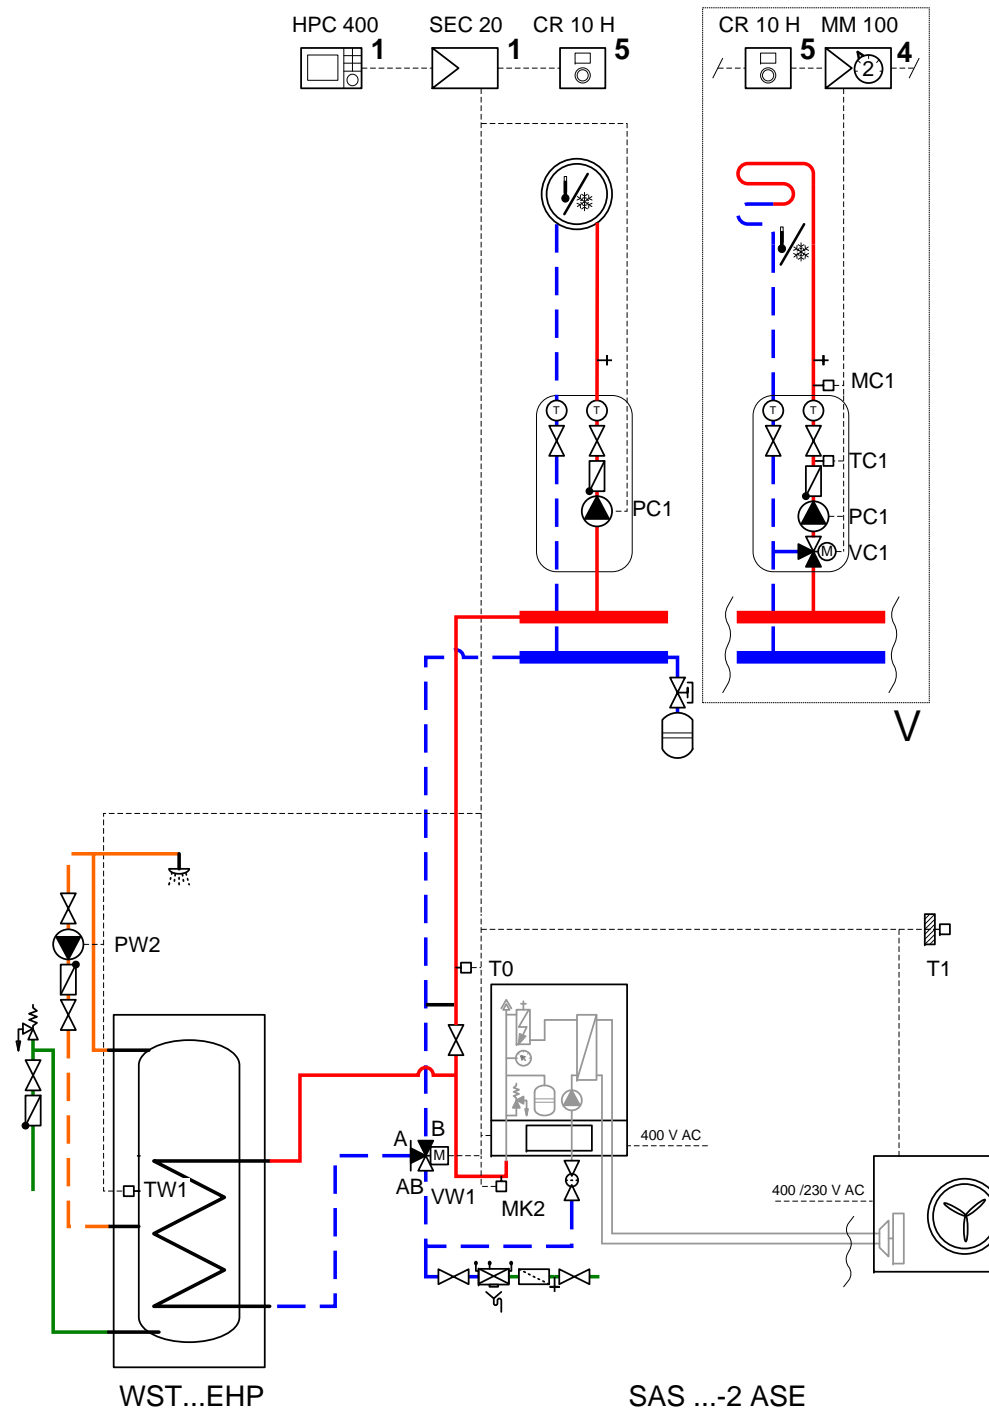 HPC 400 SEC 20 CR 10 H CR 10 H MM 100
1 1 5 5 4
2
MC1
T T T T
TC1
PC1 PC1
M VC1
V
PW2
T0 T1
A B
M
400 V AC
AB VW1
TW1 MK2
400 /230 V AC
WST...EHP SAS ...-2 ASE